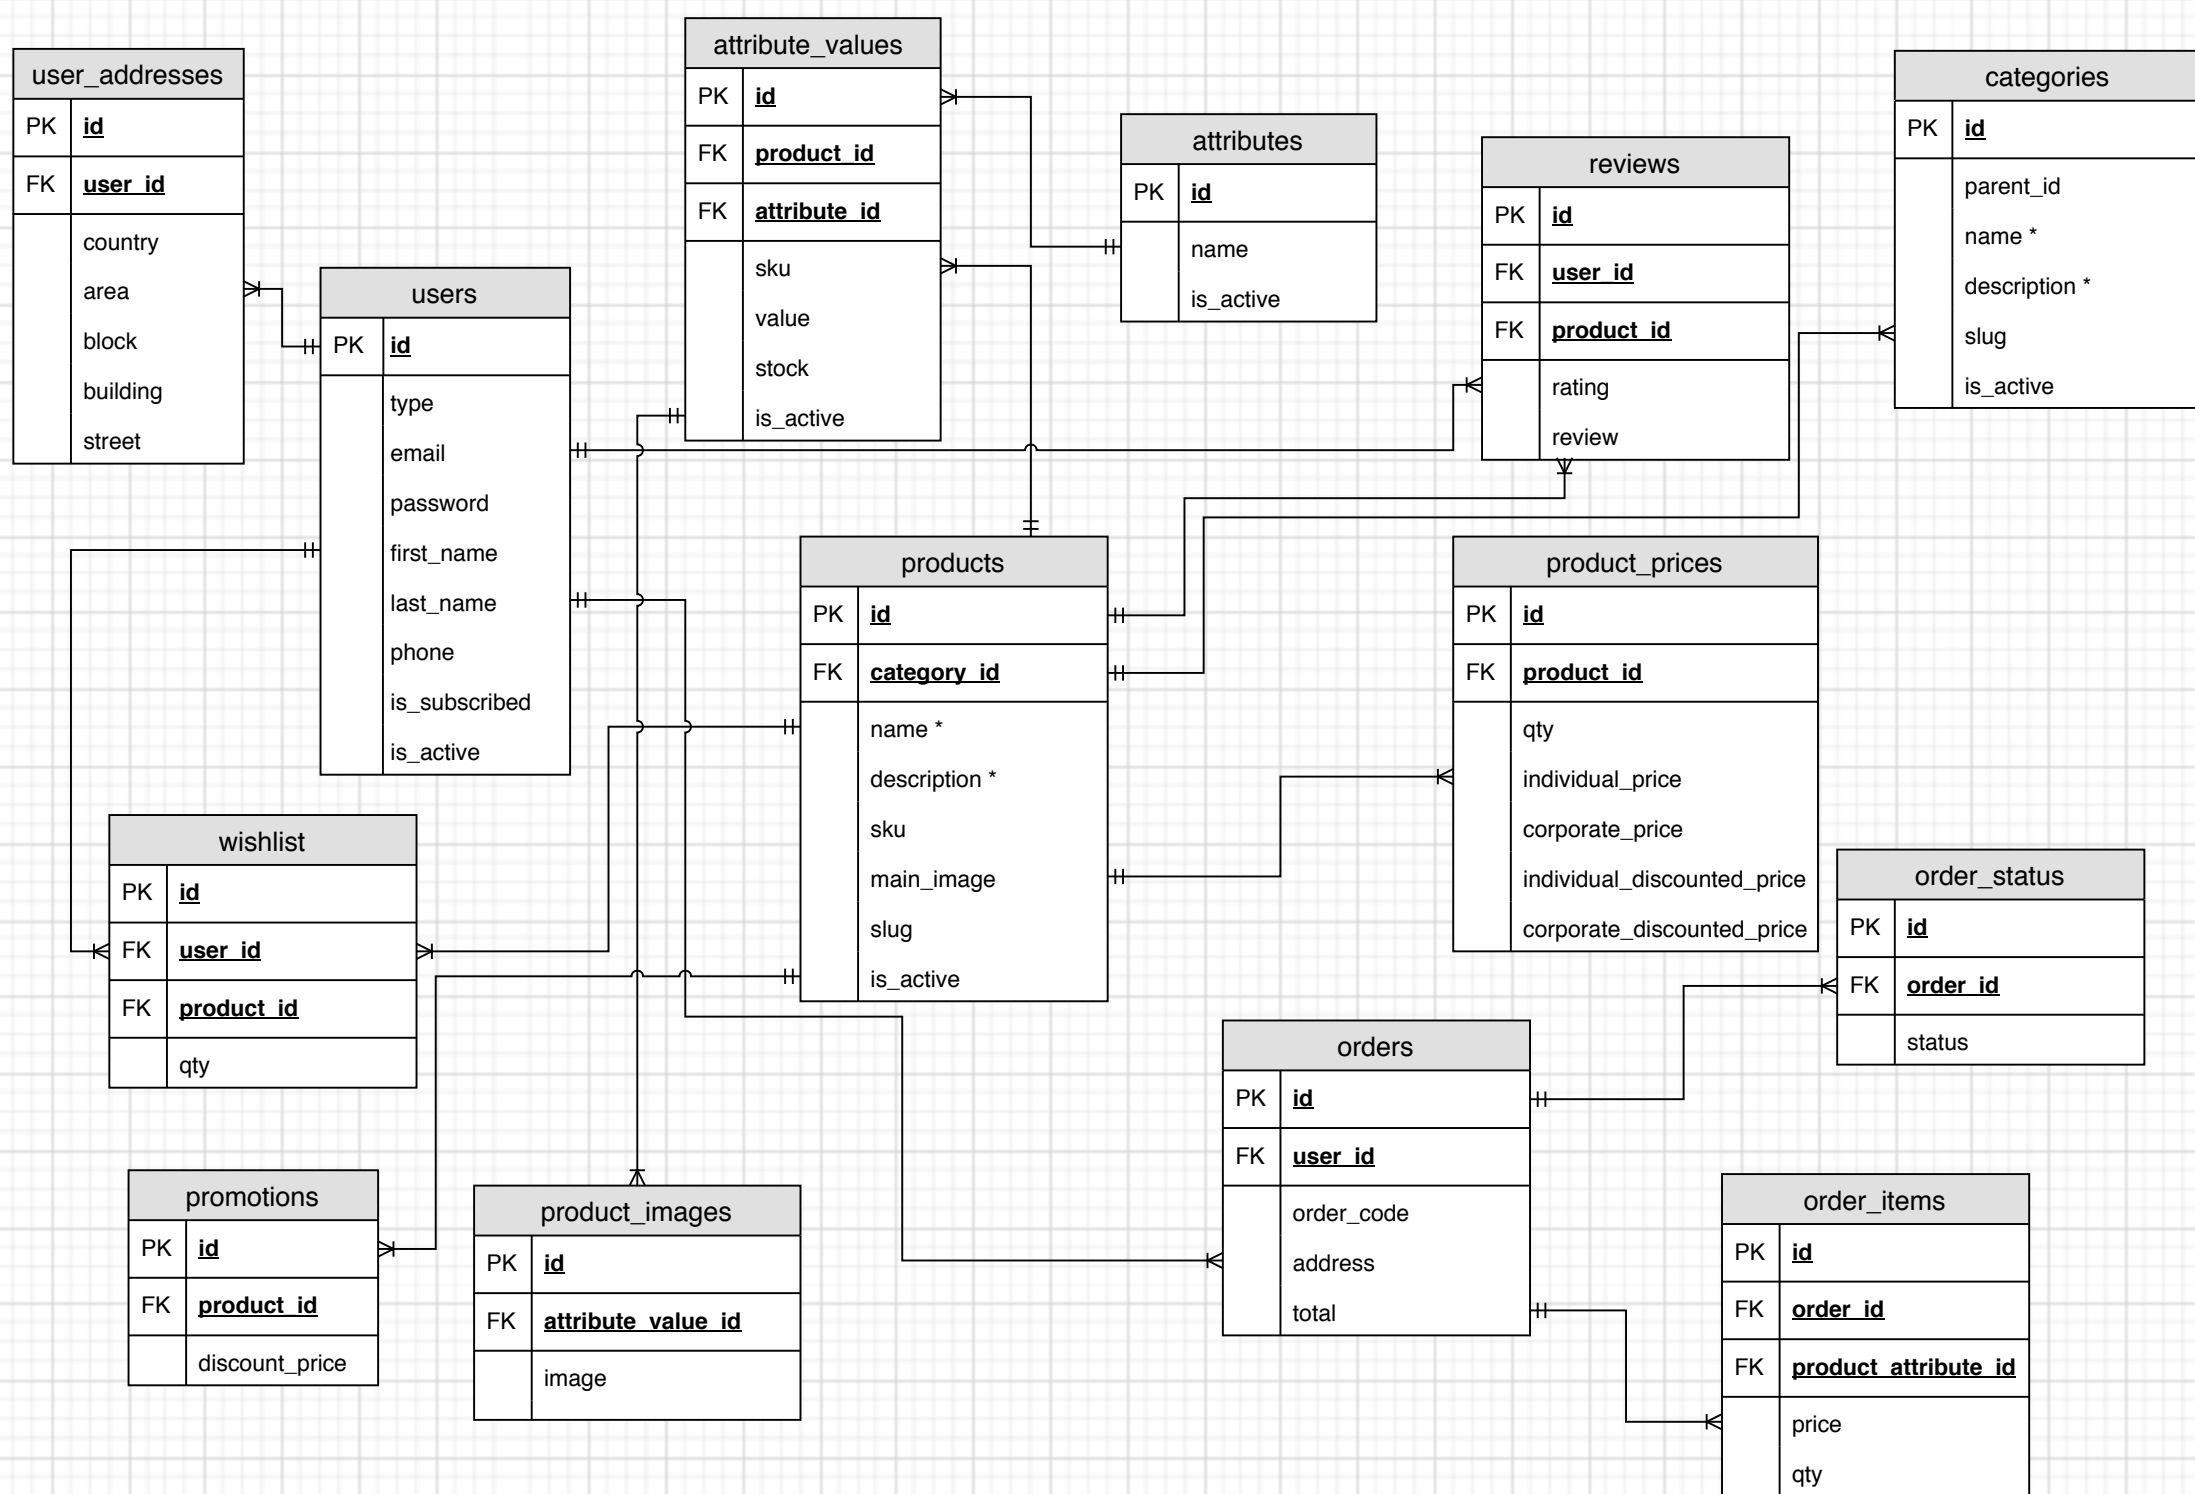 user_addresses
PK id
FK user_id
country
area
block
building
street
users
PK id
type
email
password
first_name
last_name
phone
is_subscribed
is_active
attribute_values
PK id
FK product_id
FK attribute_id
sku
value
stock
is_active
attributes
PK id
name
is_active
reviews
PK id
FK user_id
FK product_id
rating
review
categories
PK id
parent_id
name *
description *
slug
is_active
products
PK id
FK category_id
name *
description *
sku
main_image
slug
is_active
product_prices
PK id
FK product_id
qty
individual_price
corporate_price
individual_discounted_price
corporate_discounted_price
wishlist
PK id
FK user_id
FK product_id
qty
order_status
PK id
FK order_id
status
orders
PK id
FK user_id
order_code
address
total
promotions
PK id
FK product_id
discount_price
product_images
PK id
FK attribute_value_id
image
order_items
PK id
FK order_id
FK product_attribute_id
price
qty